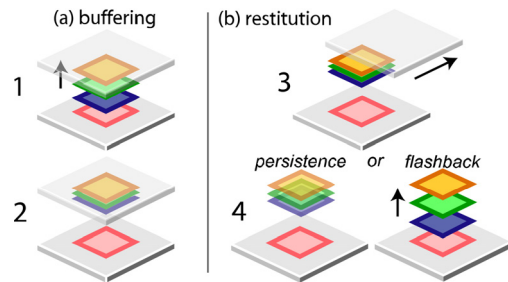 (a) buffering
1
2
(b) restitution
3
persistence or flashback
4